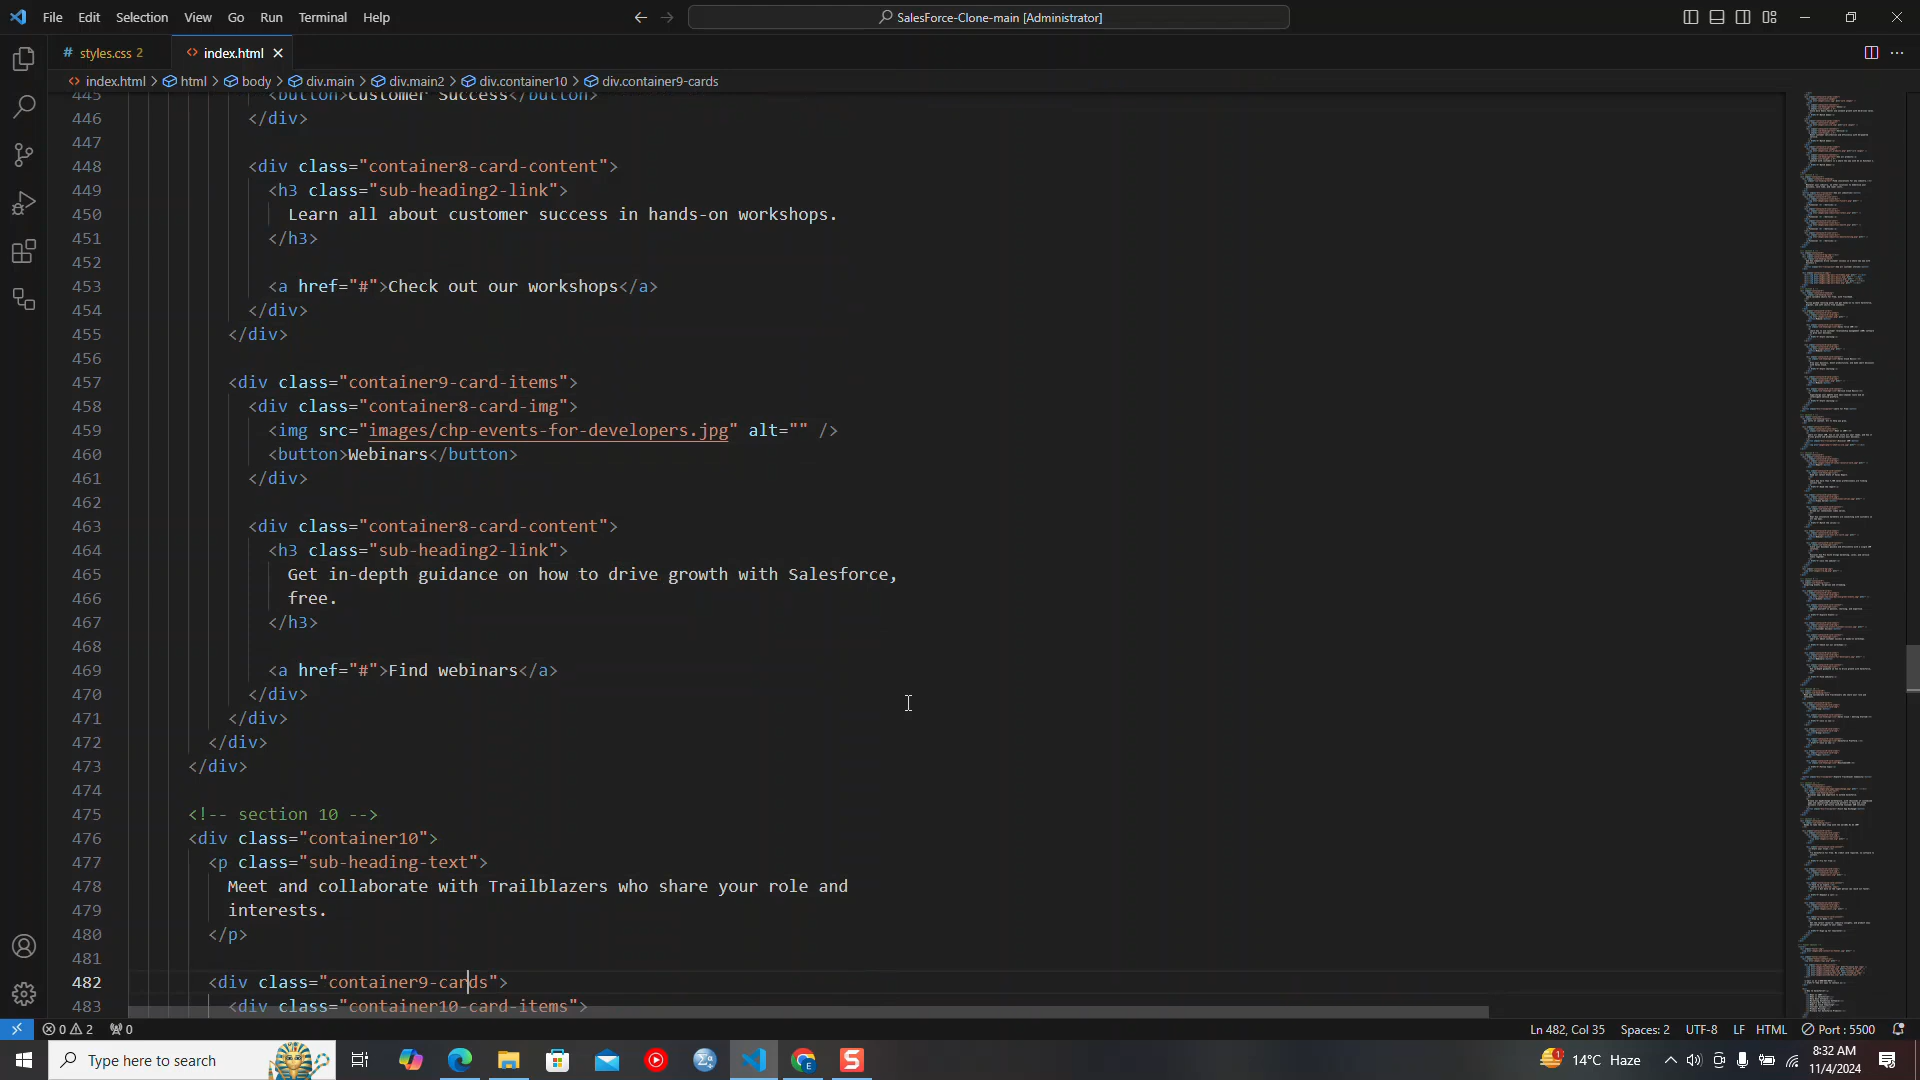 File Edit Selection View Go Run Terminal Help
SalesForce-Clone-main [Administrator]
# styles.css 2
<> index.html
<> index.html > html > body > div.main > div.main2 > div.container10 > div.container9-cards
445 <button>Customer Success</button>
446 </div>
447
448 <div class="container8-card-content">
449 <h3 class="sub-heading2-link">
450 Learn all about customer success in hands-on workshops.
451 </h3>
452
453 <a href="#">Check out our workshops</a>
454 </div>
455 </div>
456
457 <div class="container9-card-items">
458 <div class="container8-card-img">
459 <img src="images/chp-events-for-developers.jpg" alt="" />
460 <button>Webinars</button>
461 </div>
462
463 <div class="container8-card-content">
464 <h3 class="sub-heading2-link">
465 Get in-depth guidance on how to drive growth with Salesforce,
466 free.
467 </h3>
468
469 <a href="#">Find webinars</a>
470 </div>
471 </div>
472 </div>
473 </div>
474
475 <!-- section 10 -->
476 <div class="container10">
477 <p class="sub-heading-text">
478 Meet and collaborate with Trailblazers who share your role and
479 interests.
480 </p>
481
482 <div class="container9-cards">
483 <div class="container10-card-items">
0 2 0 Ln 482, Col 35 Spaces: 2 UTF-8 LF HTML Port : 5500
Type here to search
14°C Haze
8:32 AM
11/4/2024